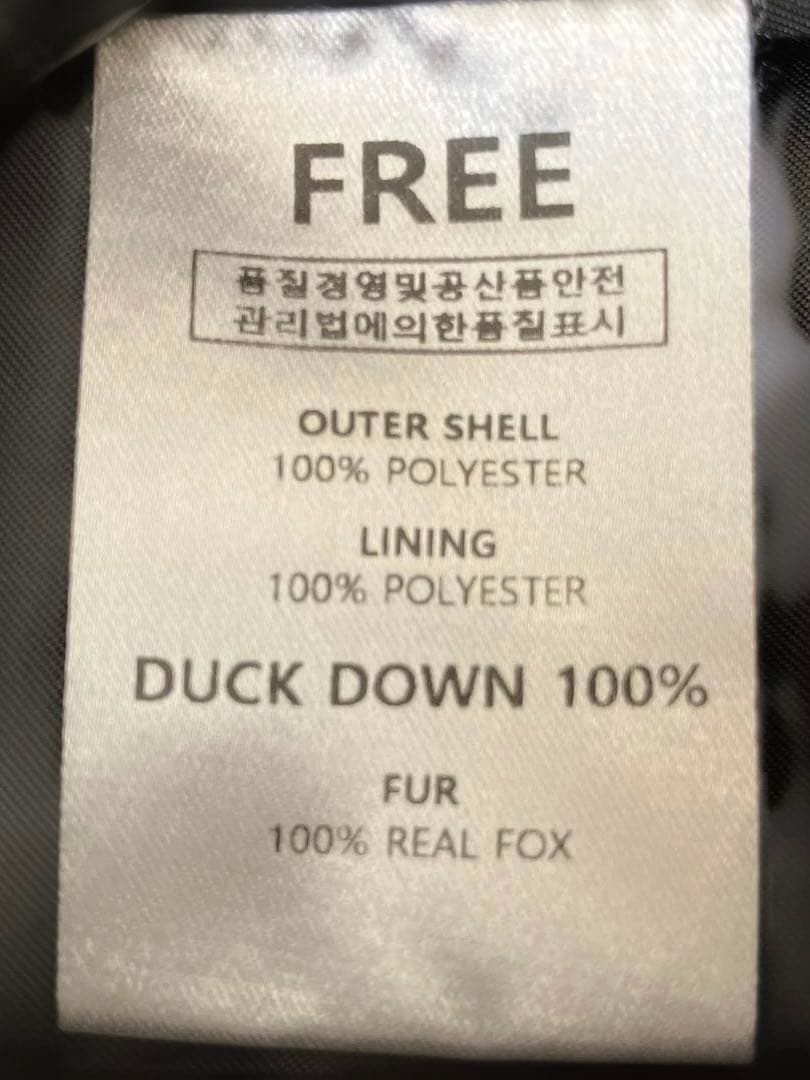 FREE
품질경영및공산품안전
관리법에의한품질표시
OUTER SHELL
100% POLYESTER
LINING
100% POLYESTER
DUCK DOWN 100%
FUR
100% REAL FOX